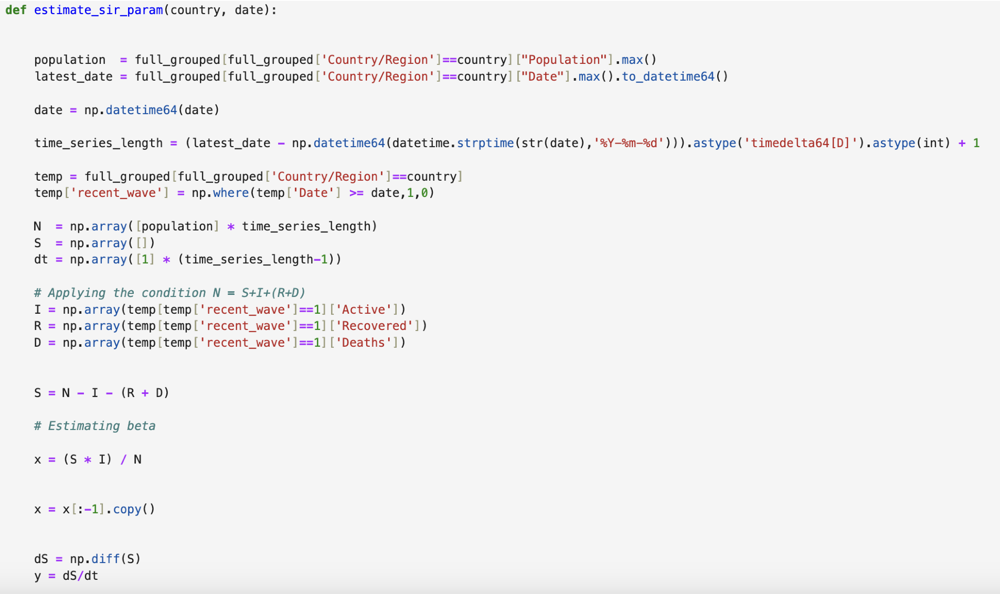 def estimate_sir_param(country, date):
population  = full_grouped[full_grouped['Country/Region']==country]["Population"].max()
latest_date = full_grouped[full_grouped['Country/Region']==country]["Date"].max().to_datetime64()
date = np.datetime64(date)
time_series_length = (latest_date - np.datetime64(datetime.strptime(str(date),'%Y-%m-%d'))).astype('timedelta64[D]').astype(int) + 1
temp = full_grouped[full_grouped['Country/Region']==country]
temp['recent_wave'] = np.where(temp['Date'] >= date,1,0)
N  = np.array([population] * time_series_length)
S  = np.array([])
dt = np.array([1] * (time_series_length-1))
# Applying the condition N = S+I+(R+D)
I = np.array(temp[temp['recent_wave']==1]['Active'])
R = np.array(temp[temp['recent_wave']==1]['Recovered'])
D = np.array(temp[temp['recent_wave']==1]['Deaths'])
S = N - I - (R + D)
# Estimating beta
x = (S * I) / N
x = x[:-1].copy()
dS = np.diff(S)
y = dS/dt